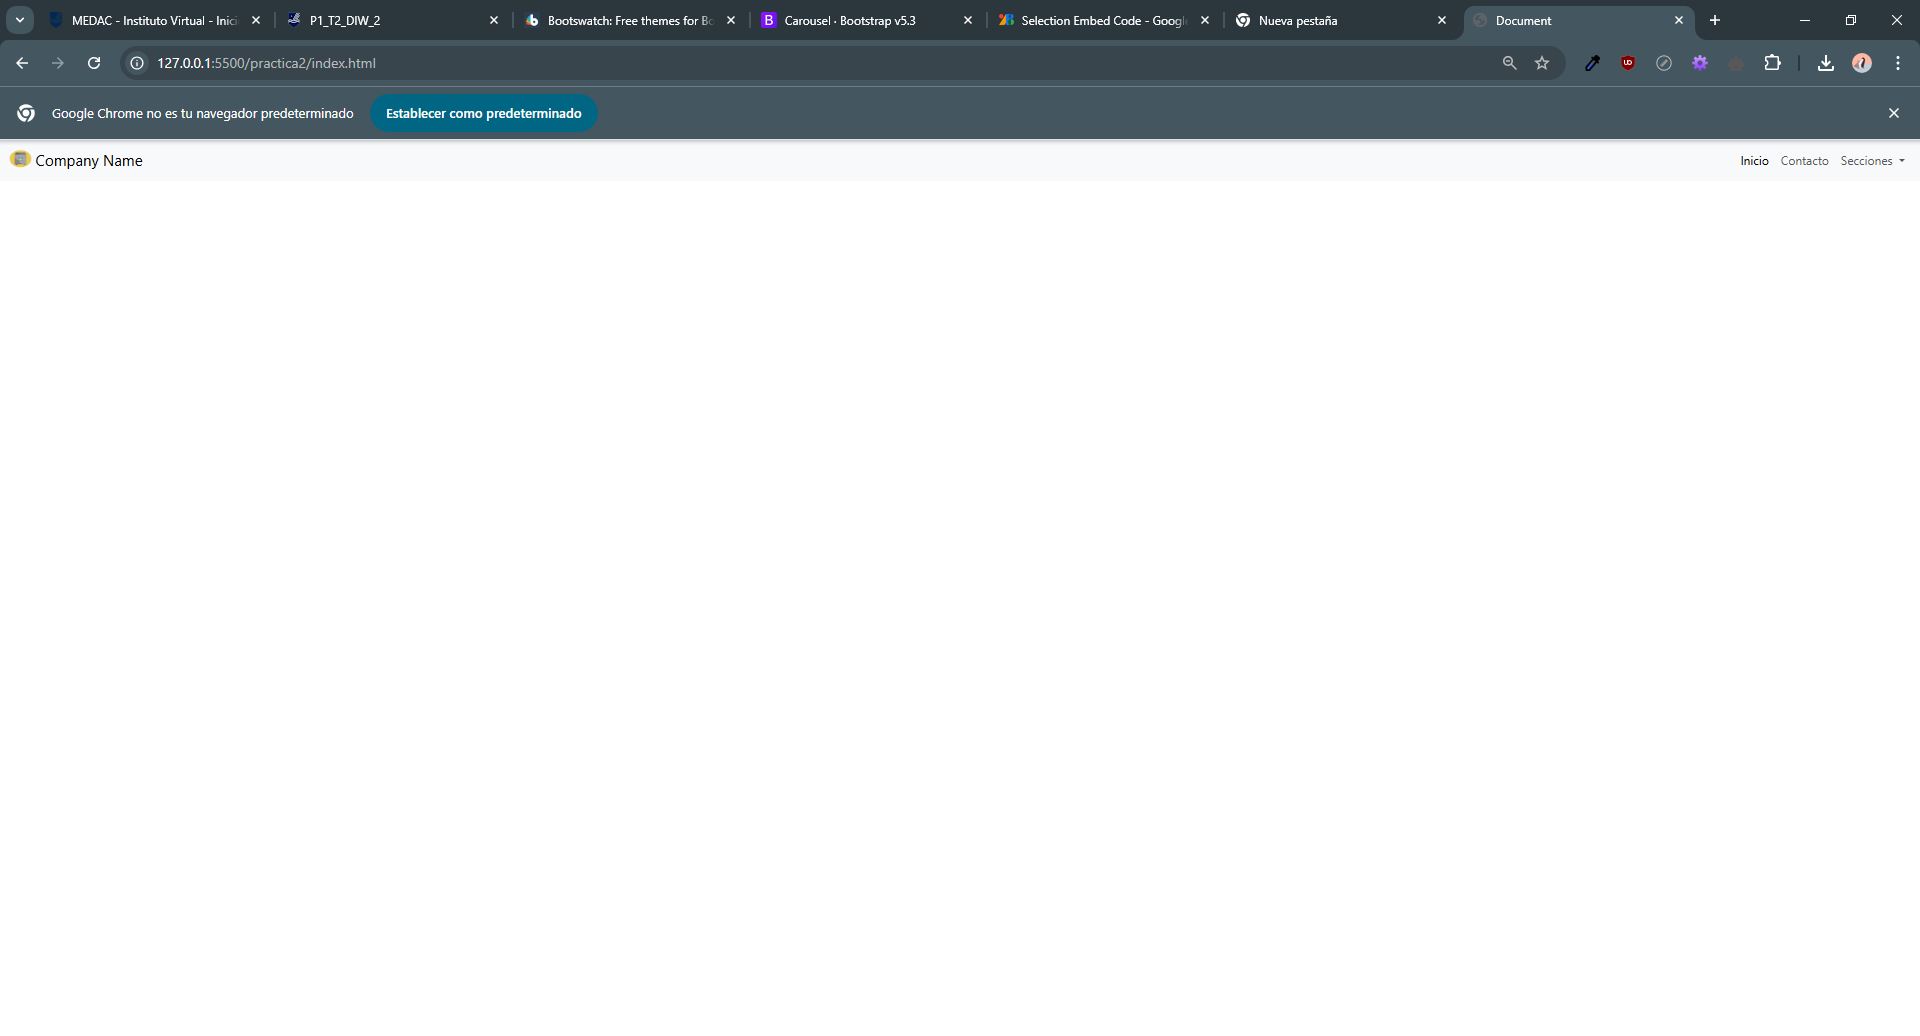 MEDAC - Instituto Virtual - Inici
P1_T2_DIW_2
Bootswatch: Free themes for Bo
B Carousel · Bootstrap v5.3
Selection Embed Code - Google
Nueva pestaña
Document
127.0.0.1:5500/practica2/index.html
Google Chrome no es tu navegador predeterminado
Establecer como predeterminado
Company Name
Inicio Contacto Secciones